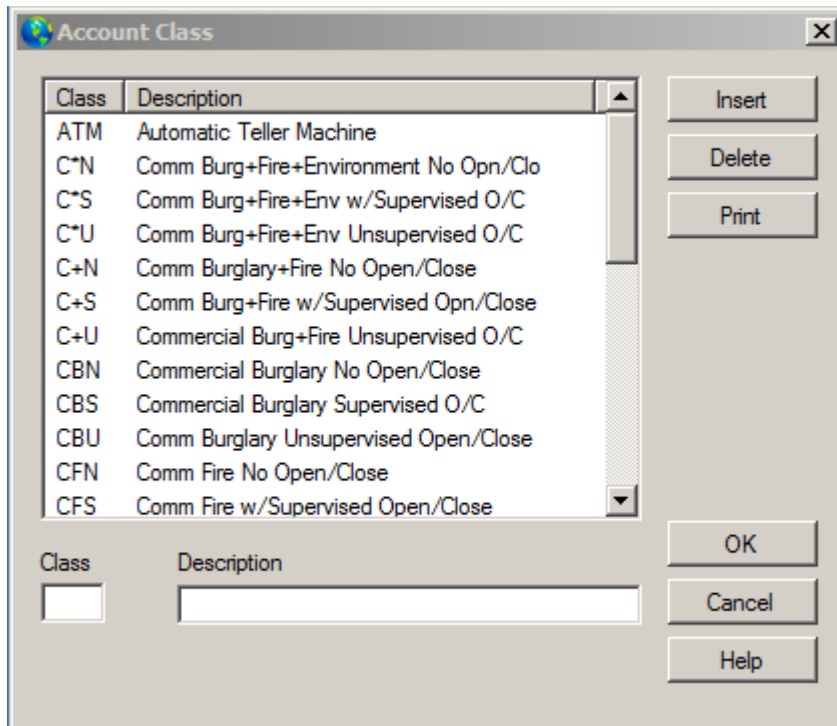 Account Class
Class Description
ATM Automatic Teller Machine
C*N Comm Burg+Fire+Environment No Opn/Clo
C*S Comm Burg+Fire+Env w/Supervised O/C
C*U Comm Burg+Fire+Env Unsupervised O/C
C+N Comm Burglary+Fire No Open/Close
C+S Comm Burg+Fire w/Supervised Opn/Close
C+U Commercial Burg+Fire Unsupervised O/C
CBN Commercial Burglary No Open/Close
CBS Commercial Burglary Supervised O/C
CBU Comm Burglary Unsupervised Open/Close
CFN Comm Fire No Open/Close
CFS Comm Fire w/Supervised Open/Close
Class Description
Insert
Delete
Print
OK
Cancel
Help